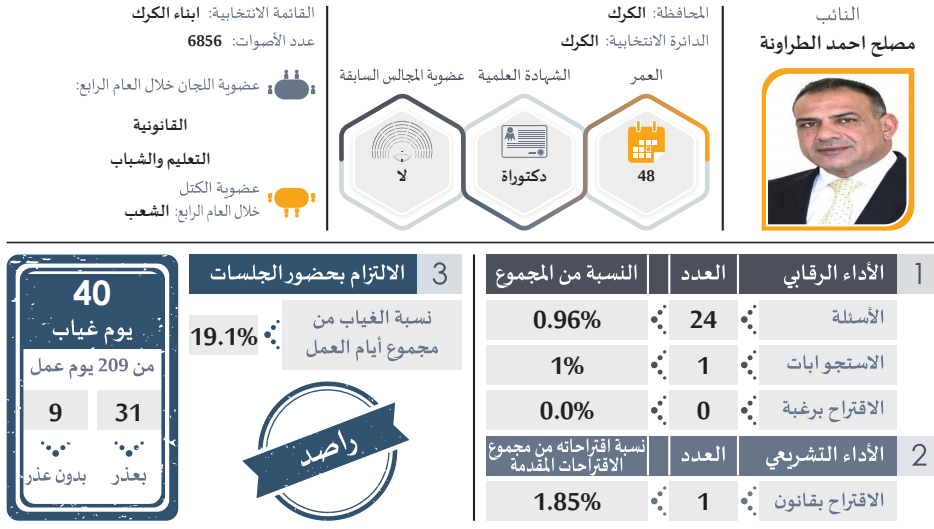 النائب
مصلح احمد الطراونة
المحافظة: الكرك
الدائرة الانتخابية: الكرك
العمر
48
الشهادة العلمية
دكتوراة
عضوية المجالس السابقة
لا
القائمة الانتخابية: ابناء الكرك
عدد الأصوات: 6856
عضوية اللجان خلال العام الرابع:
القانونية
التعليم والشباب
عضوية الكتل
خلال العام الرابع: الشعب
1 الأداء الرقابي العدد النسبة من المجموع
الأسئلة 24 0.96%
الاستجوابات 1 1%
الاقتراح برغبة 0 0.0%
2 الأداء التشريعي العدد نسبة اقتراحاته من مجموع
الاقتراحات المقدمة
الاقتراح بقانون 1 1.85%
3 الالتزام بحضور الجلسات
نسبة الغياب من
مجموع أيام العمل
19.1%
راصد
40
يوم غياب
من 209 يوم عمل
31 9
بعذر بدون عذر